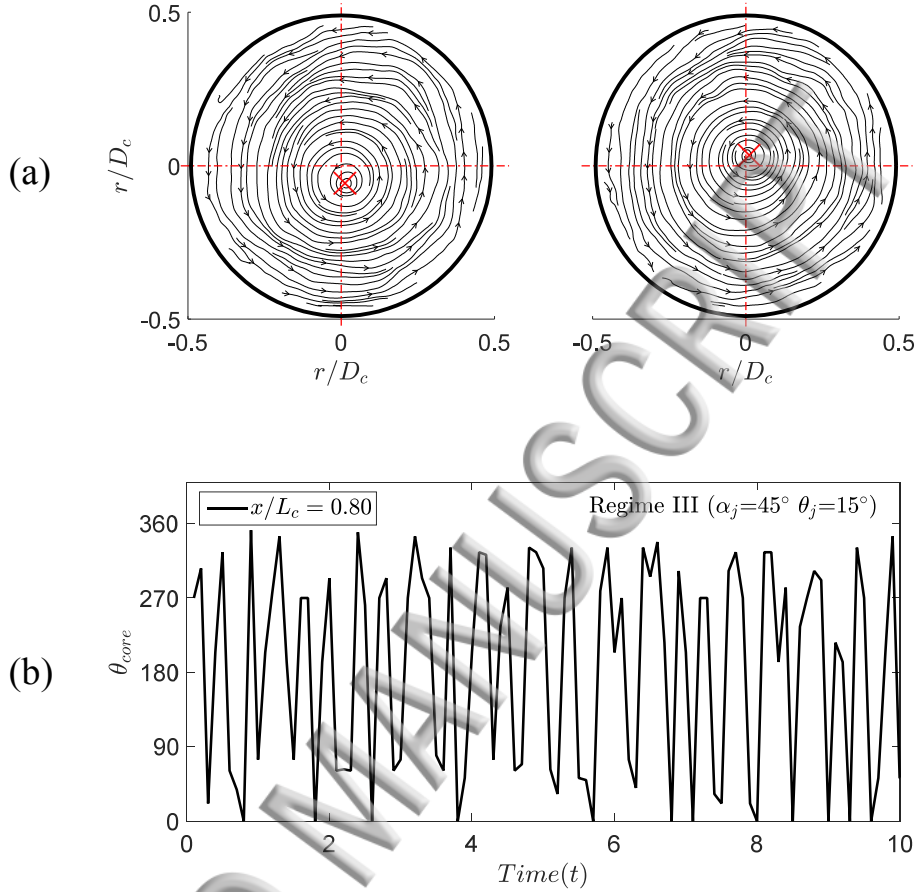 (a)
r/D_c
0.5
0
-0.5
-0.5 0 0.5
r/D_c
-0.5 0 0.5
r/D_c
(b)
θ_core
360
270
180
90
0
x/L_c = 0.80
Regime III (α_j=45° θ_j=15°)
0 2 4 6 8 10
Time(t)
MANUSCRIPT